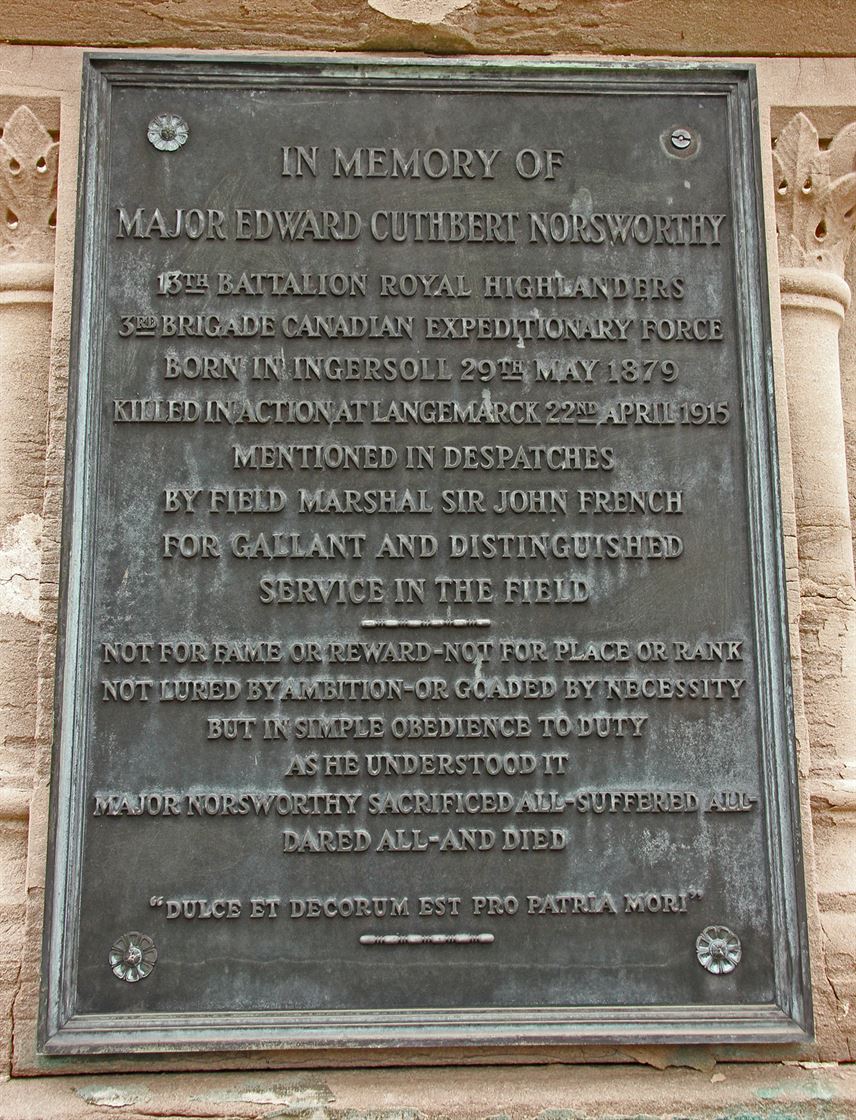 IN MEMORY OF
MAJOR EDWARD CUTHBERT NORSWORTHY
13TH BATTALION ROYAL HIGHLANDERS
3RD BRIGADE CANADIAN EXPEDITIONARY FORCE
BORN IN INGERSOLL 29TH MAY 1879
KILLED IN ACTION AT LANGEMARCK 22ND APRIL 1915
MENTIONED IN DESPATCHES
BY FIELD MARSHAL SIR JOHN FRENCH
FOR GALLANT AND DISTINGUISHED
SERVICE IN THE FIELD
NOT FOR FAME OR REWARD-NOT FOR PLACE OR RANK
NOT LURED BY AMBITION-OR GOADED BY NECESSITY
BUT IN SIMPLE OBEDIENCE TO DUTY
AS HE UNDERSTOOD IT
MAJOR NORSWORTHY SACRIFICED ALL-SUFFERED ALL-
DARED ALL-AND DIED
"DULCE ET DECORUM EST PRO PATRIA MORI"